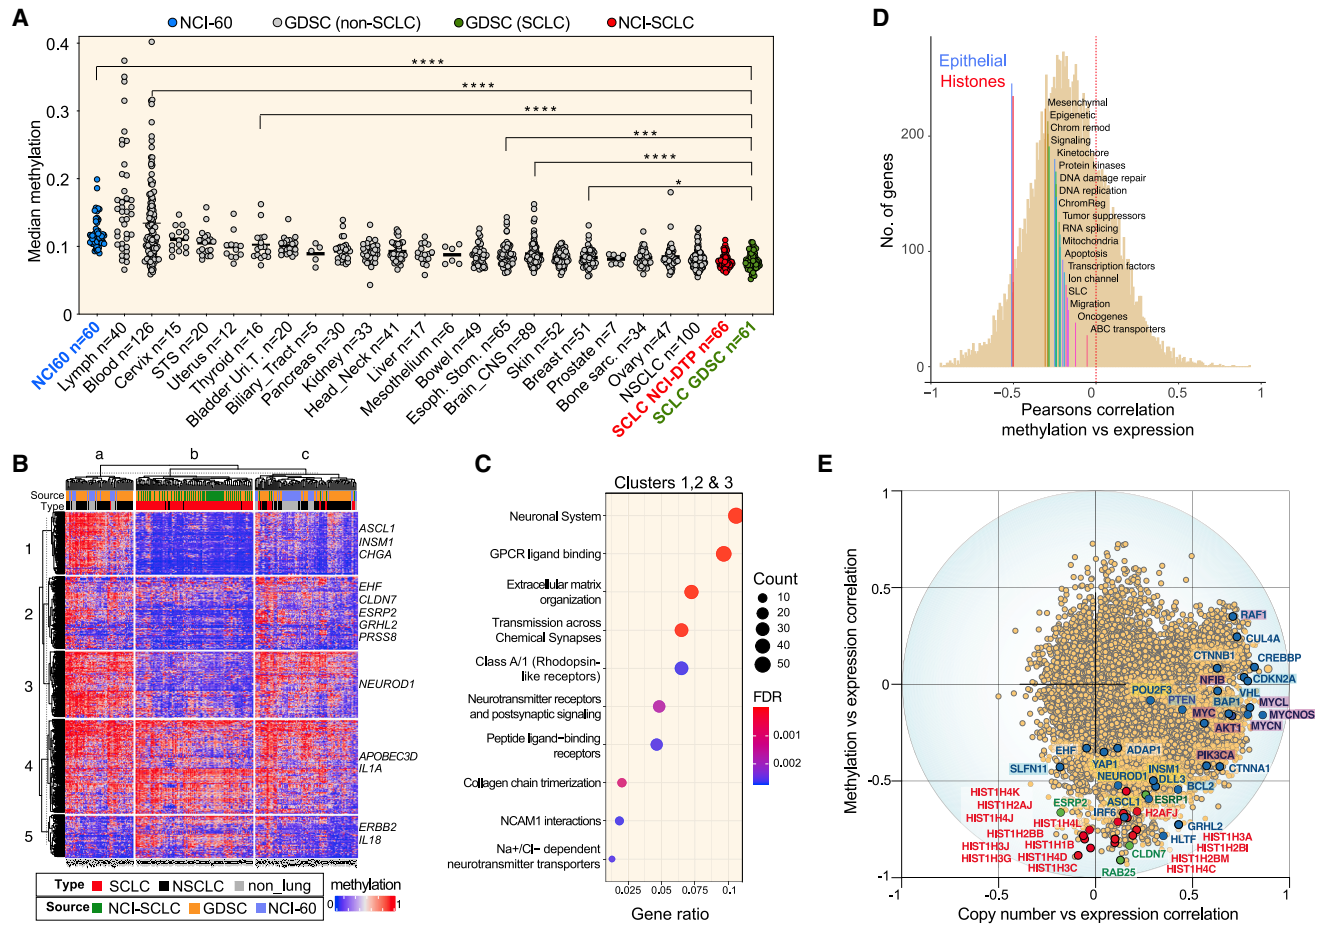 A
NCI-60
GDSC (non-SCLC)
GDSC (SCLC)
NCI-SCLC
Median methylation
0.4
0.3
0.2
0.1
0
****
****
****
***
****
*
NCI60 n=60
Lymph n=40
Blood n=126
Cervix n=15
STS n=20
Uterus n=12
Thyroid n=16
Bladder Uri.T. n=20
Biliary_Tract n=5
Pancreas n=30
Kidney n=33
Head_Neck n=41
Liver n=17
Mesothelium n=6
Bowel n=49
Esoph. Stom. n=65
Brain_CNS n=89
Skin n=52
Breast n=51
Prostate n=7
Bone sarc. n=34
Ovary n=47
NSCLC n=100
SCLC NCI-DTP n=66
SCLC GDSC n=61
D
Epithelial
Histones
Mesenchymal
Epigenetic
Chrom remod
Signaling
Kinetochore
Protein kinases
DNA damage repair
DNA replication
ChromReg
Tumor suppressors
RNA splicing
Mitochondria
Apoptosis
Transcription factors
Ion channel
SLC
Migration
Oncogenes
ABC transporters
No. of genes
200
100
0
−1
−0.5
0
0.5
1
Pearsons correlation
methylation vs expression
B
a
b
c
Source
Type
1
2
3
4
5
ASCL1
INSM1
CHGA
EHF
CLDN7
ESRP2
GRHL2
PRSS8
NEUROD1
APOBEC3D
IL1A
ERBB2
IL18
Type SCLC NSCLC non_lung
Source NCI-SCLC GDSC NCI-60
methylation
0 1
C
Clusters 1,2 & 3
Neuronal System
GPCR ligand binding
Extracellular matrix
organization
Transmission across
Chemical Synapses
Class A/1 (Rhodopsin-
like receptors)
Neurotransmitter receptors
and postsynaptic signaling
Peptide ligand−binding
receptors
Collagen chain trimerization
NCAM1 interactions
Na+/Cl− dependent
neurotransmitter transporters
0.025
0.05
0.075
0.1
Gene ratio
Count
10
20
30
40
50
FDR
0.001
0.002
E
Methylation vs expression correlation
1
0.5
0
-0.5
-1
RAF1
CUL4A
CTNNB1
CREBBP
CDKN2A
NFIB
POU2F3
PTEN
VHL
BAP1
MYCL
MYC
MYCNOS
MYCN
AKT1
EHF
ADAP1
YAP1
PIK3CA
SLFN11
CTNNA1
INSM1
NEUROD1
DLL3
BCL2
HIST1H4K
HIST1H2AJ
HIST1H4J
ESRP2
ASCL1
ESRP1
IRF6
H2AFJ
HIST1H4L
GRHL2
HIST1H2BB
HIST1H3J
HIST1H1B
HLTF
HIST1H3A
HIST1H2BI
HIST1H3G
HIST1H4D
CLDN7
HIST1H2BM
HIST1H3C
HIST1H4C
RAB25
-1
-0.5
0
0.5
1
Copy number vs expression correlation